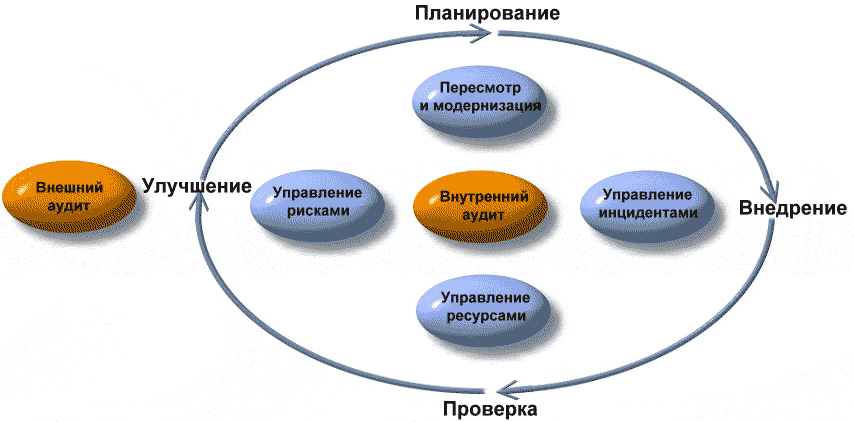 Планирование
Пересмотр
и модернизация
Внешний
аудит
Улучшение
Управление
рисками
Внутренний
аудит
Управление
инцидентами
Внедрение
Управление
ресурсами
Проверка